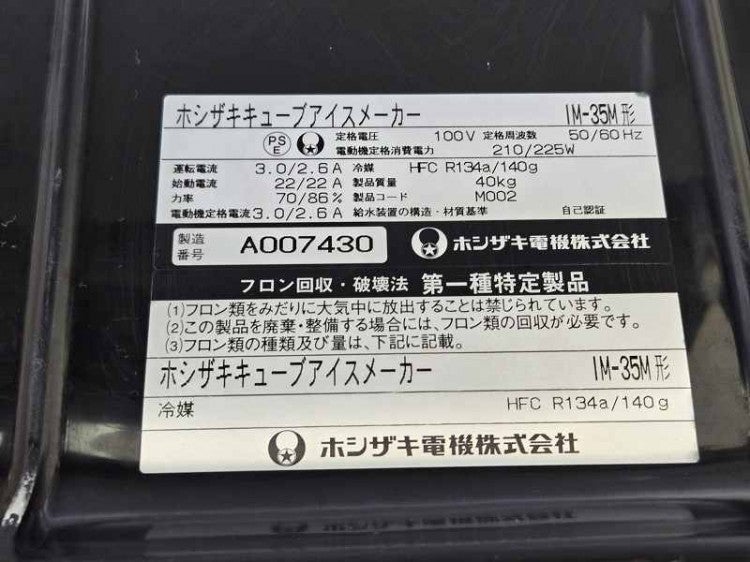 ホシザキキューブアイスメーカー IM-35M形
PSE 定格電圧 100V 定格周波数 50/60Hz
電動機定格消費電力 210/225W
運転電流 3.0/2.6A 冷媒 HFC R134a/140g
始動電流 22/22A 製品質量 40kg
力率 70/86% 製品コード M002
電動機定格電流 3.0/2.6A 給水装置の構造・材質基準 自己認証
製造番号 A007430 ホシザキ電機株式会社
フロン回収・破壊法 第一種特定製品
(1)フロン類をみだりに大気中に放出することは禁じられています。
(2)この製品を廃棄・整備する場合には、フロン類の回収が必要です。
(3)フロン類の種類及び量は、下記に記載。
ホシザキキューブアイスメーカー IM-35M形
冷媒 HFC R134a/140g
ホシザキ電機株式会社